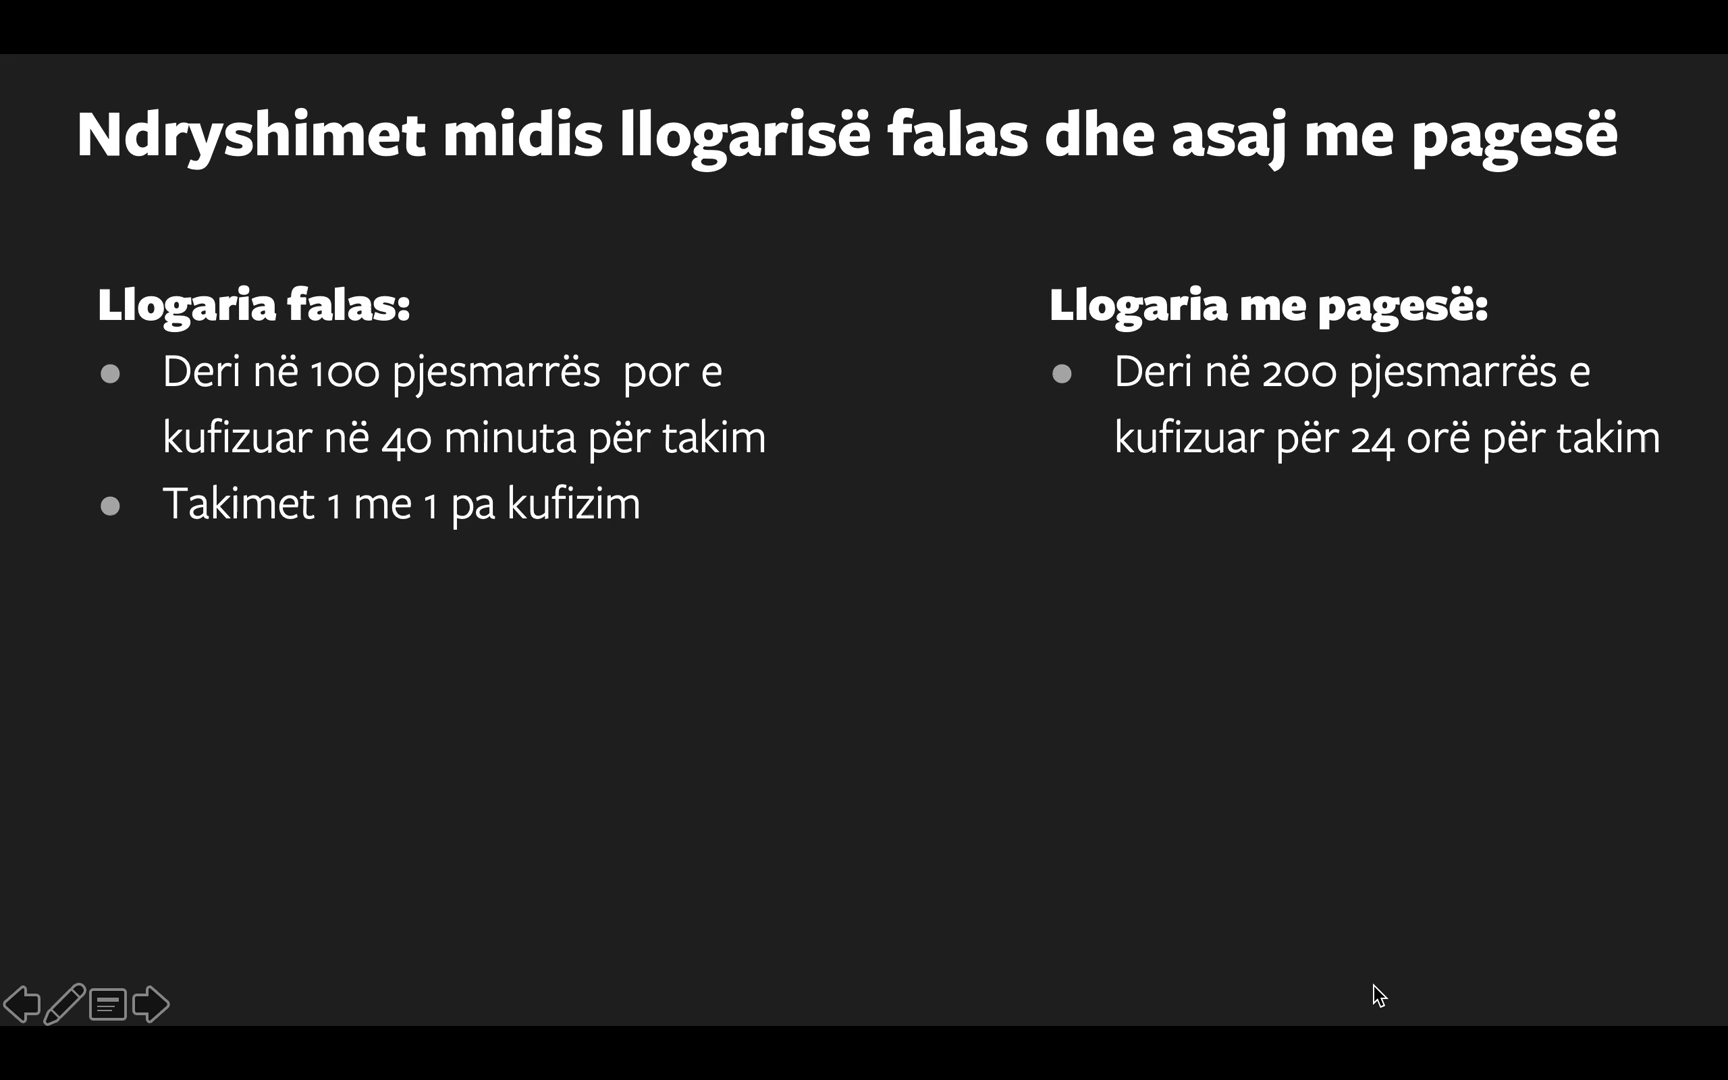 Ndryshimet midis llogarisë falas dhe asaj me pagesë
Llogaria falas:
● Deri në 100 pjesmarrës  por e
kufizuar në 40 minuta për takim
● Takimet 1 me 1 pa kufizim
Llogaria me pagesë:
● Deri në 200 pjesmarrës e
kufizuar për 24 orë për takim